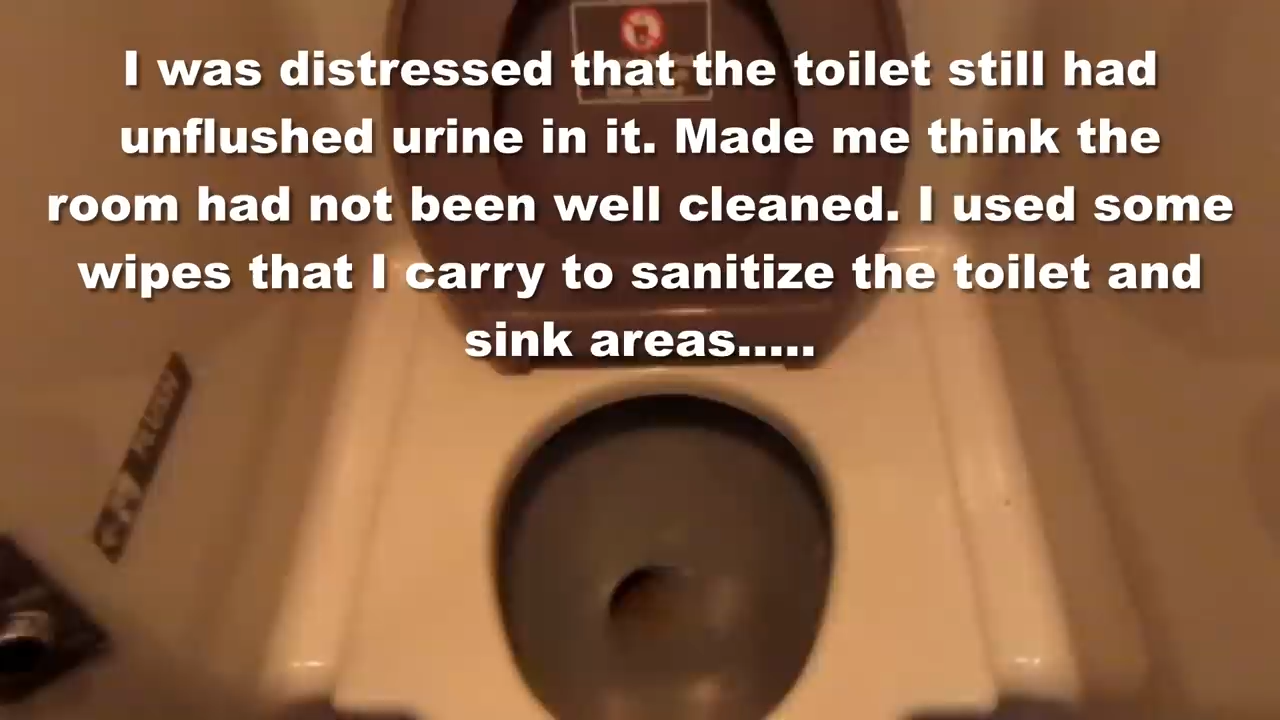 I was distressed that the toilet still had
unflushed urine in it. Made me think the
room had not been well cleaned. I used some
wipes that I carry to sanitize the toilet and
sink areas.....
FLUSH